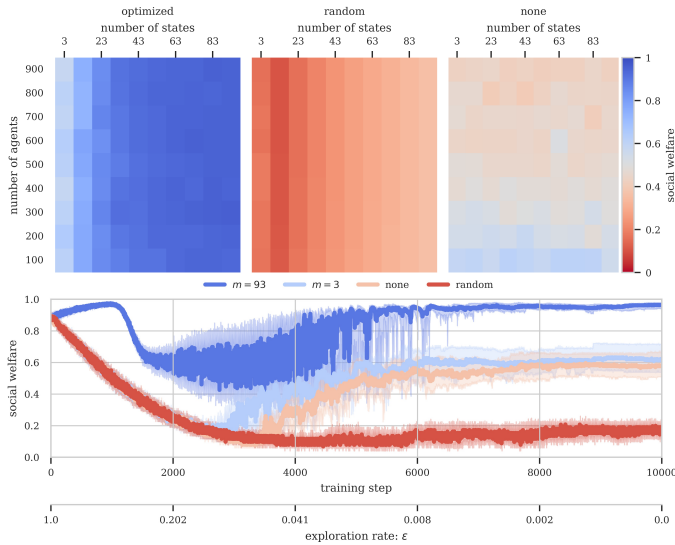 optimized
random
none
number of states
number of states
number of states
3 23 43 63 83
3 23 43 63 83
3 23 43 63 83
number of agents
900
800
700
600
500
400
300
200
100
1
0.8
0.6
0.4
0.2
0
social welfare
m = 93
m = 3
none
random
social welfare
1.0
0.8
0.6
0.4
0.2
0.0
0 2000 4000 6000 8000 10000
training step
1.0 0.202 0.041 0.008 0.002 0.0
exploration rate: ε